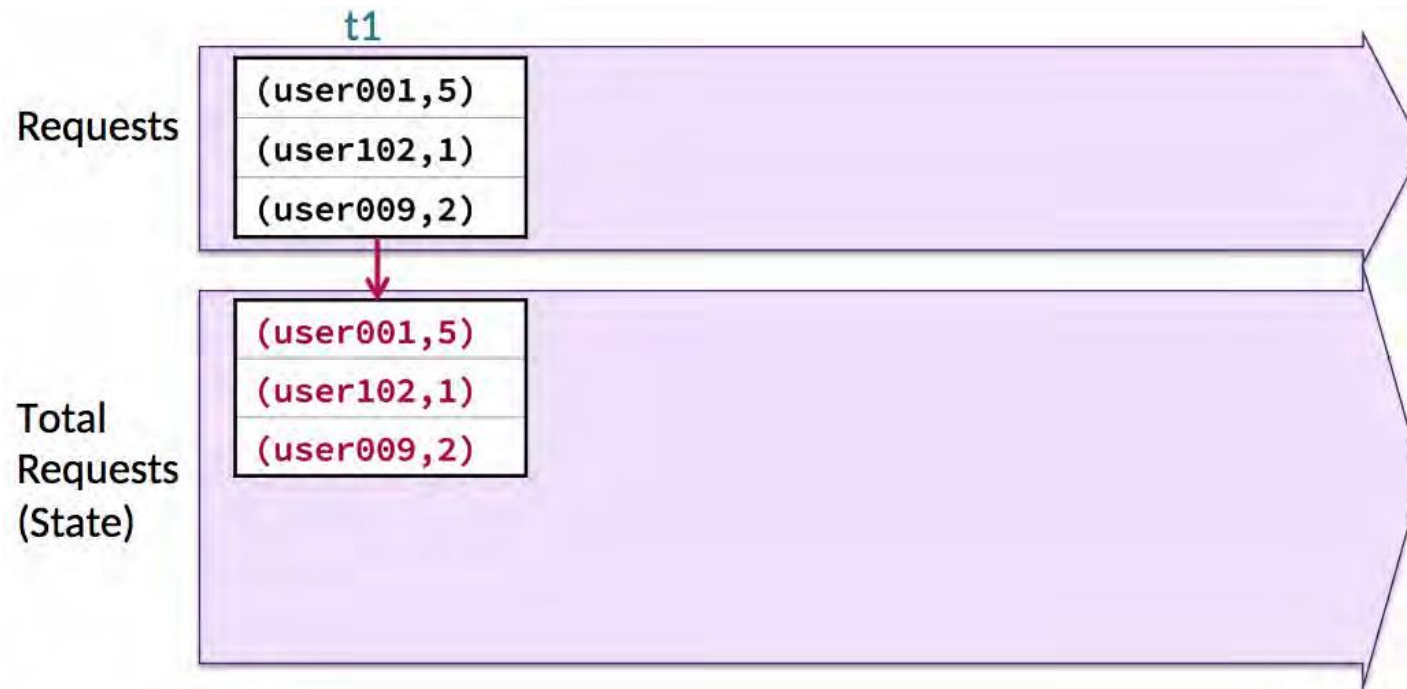 t1
Requests
(user001,5)
(user102,1)
(user009,2)
Total
Requests
(State)
(user001,5)
(user102,1)
(user009,2)